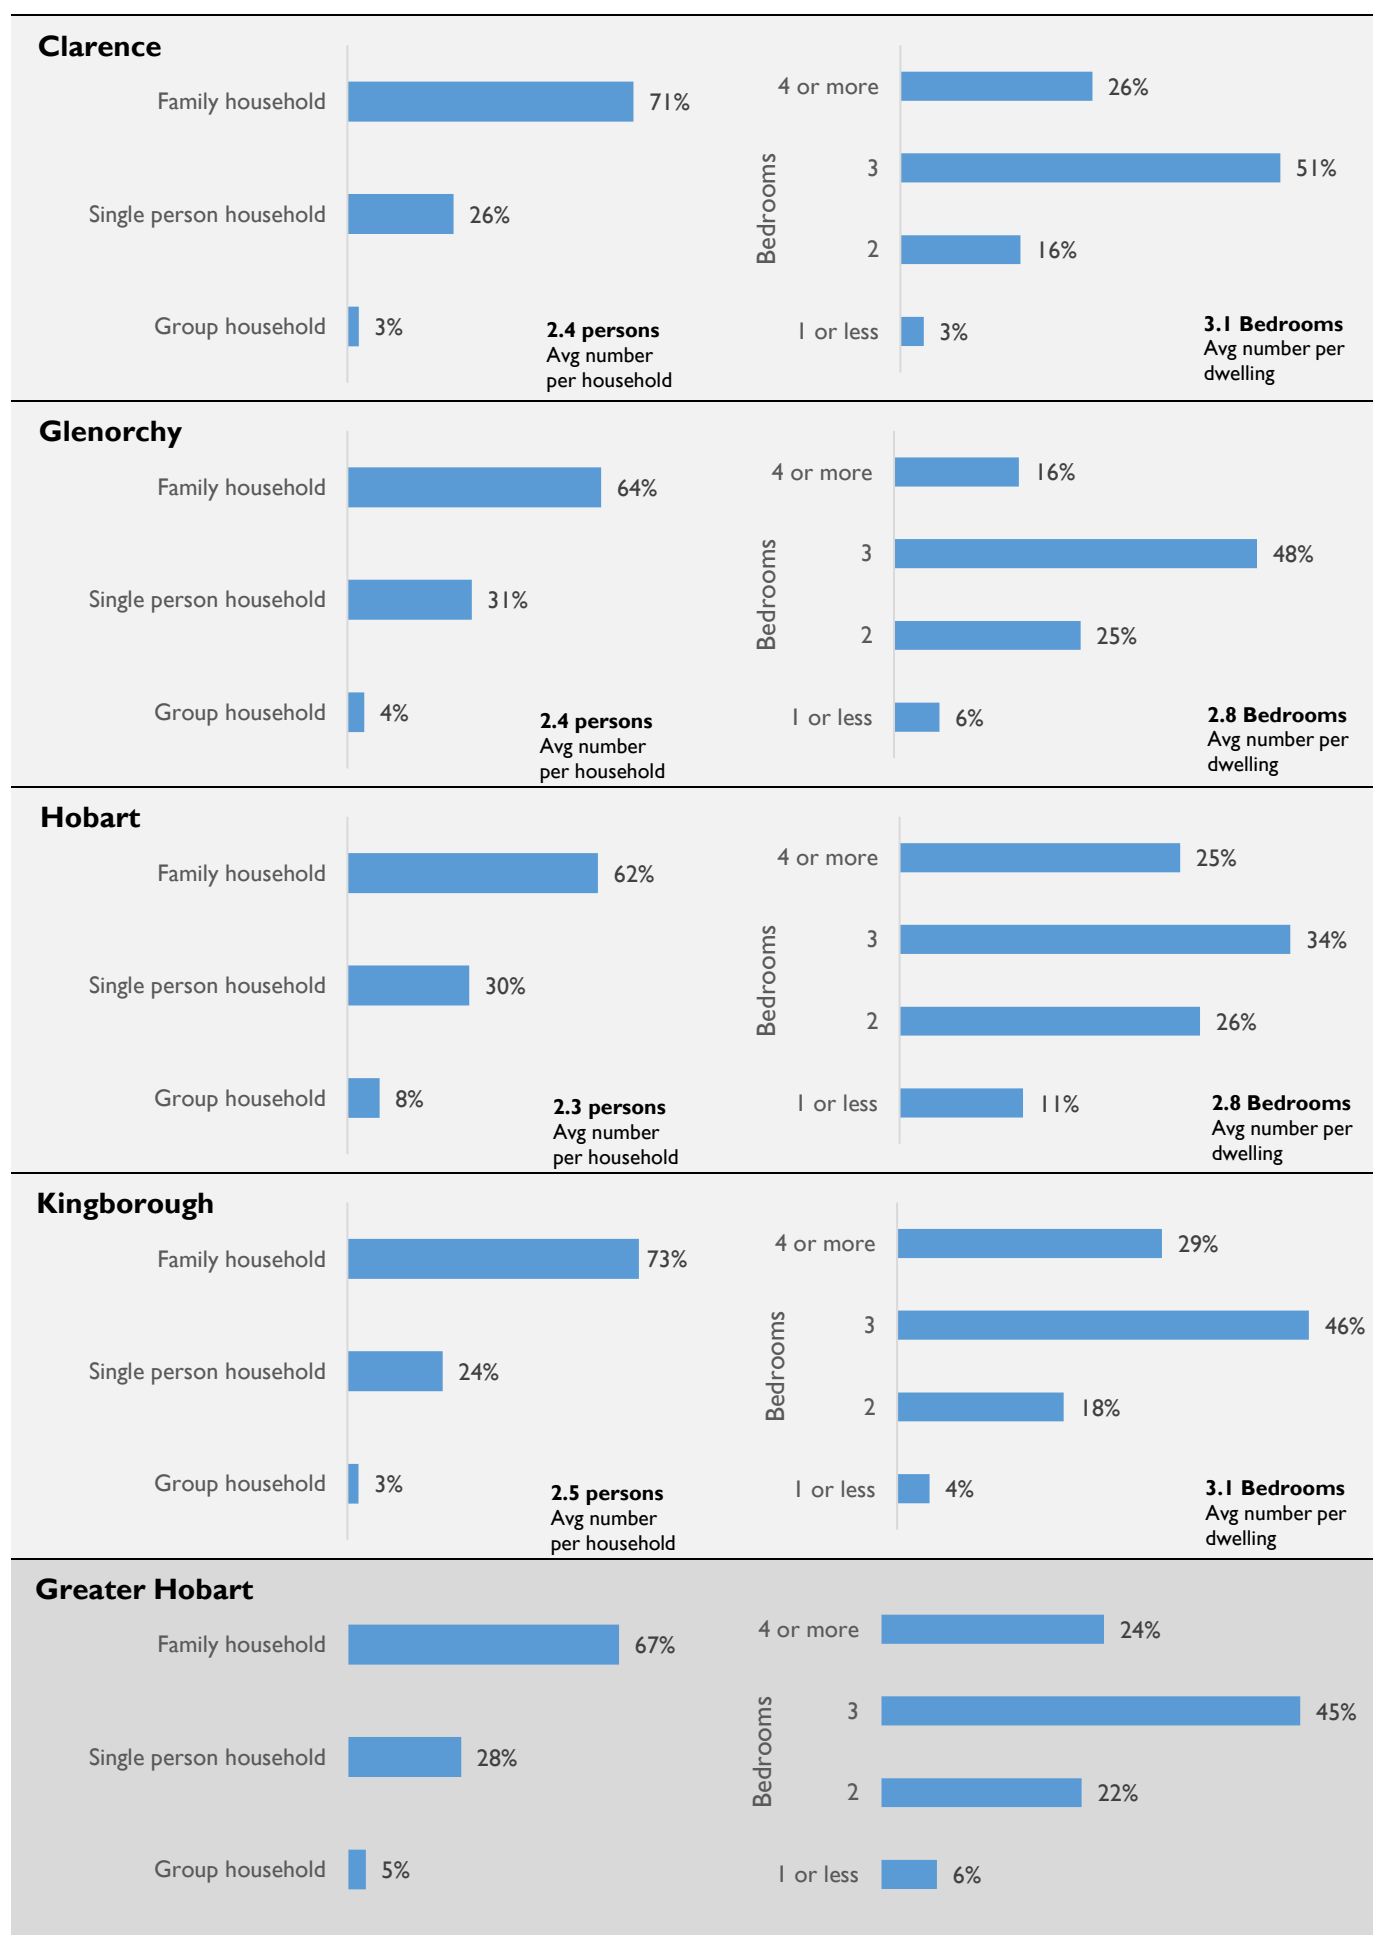 Clarence
Family household 71%
Single person household 26%
Group household 3%
2.4 persons
Avg number
per household
Bedrooms
4 or more 26%
3 51%
2 16%
1 or less 3%
3.1 Bedrooms
Avg number per
dwelling
Glenorchy
Family household 64%
Single person household 31%
Group household 4%
2.4 persons
Avg number
per household
Bedrooms
4 or more 16%
3 48%
2 25%
1 or less 6%
2.8 Bedrooms
Avg number per
dwelling
Hobart
Family household 62%
Single person household 30%
Group household 8%
2.3 persons
Avg number
per household
Bedrooms
4 or more 25%
3 34%
2 26%
1 or less 11%
2.8 Bedrooms
Avg number per
dwelling
Kingborough
Family household 73%
Single person household 24%
Group household 3%
2.5 persons
Avg number
per household
Bedrooms
4 or more 29%
3 46%
2 18%
1 or less 4%
3.1 Bedrooms
Avg number per
dwelling
Greater Hobart
Family household 67%
Single person household 28%
Group household 5%
Bedrooms
4 or more 24%
3 45%
2 22%
1 or less 6%